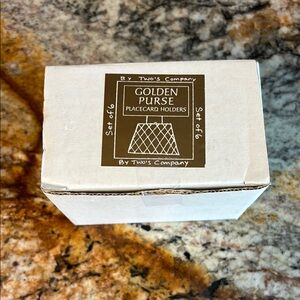 By Two's Company
GOLDEN
PURSE
PLACECARD HOLDERS
Set of 6
Set of 6
By Two's Company